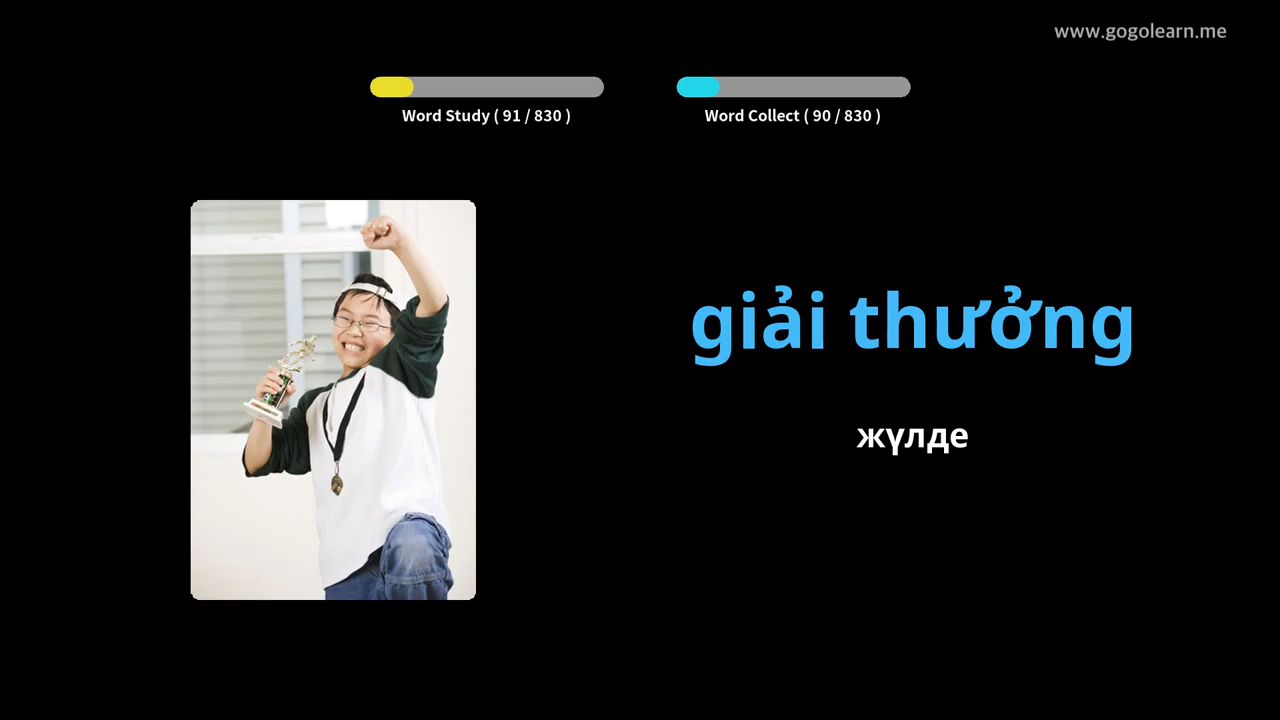 www.gogolearn.me
Word Study ( 91 / 830 )
Word Collect ( 90 / 830 )
giải thưởng
жүлде